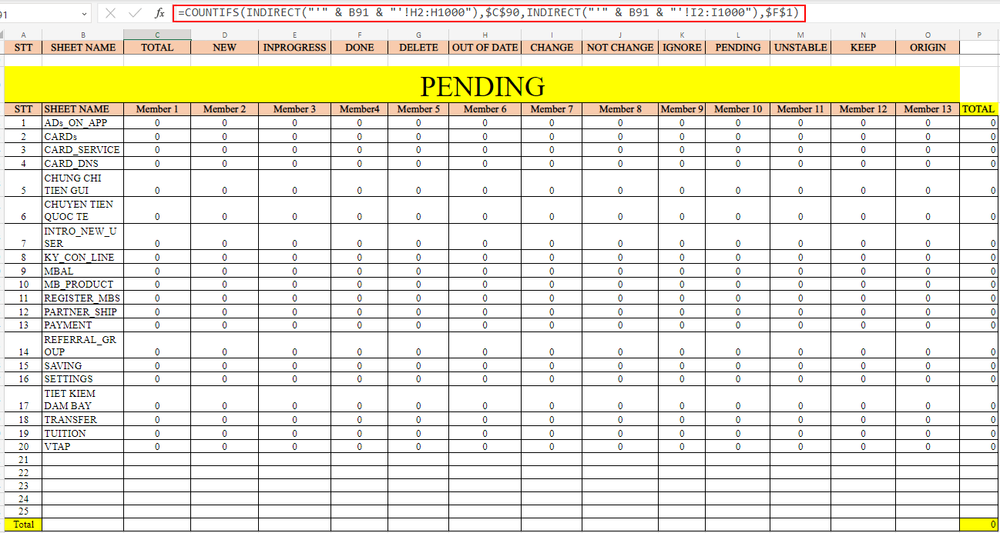 91 fx =COUNTIFS(INDIRECT("'" & B91 & "'!H2:H1000"),$C$90,INDIRECT("'" & B91 & "'!I2:I1000"),$F$1)
A B C D E F G H I J K L M N O P
STT SHEET NAME TOTAL NEW INPROGRESS DONE DELETE OUT OF DATE CHANGE NOT CHANGE IGNORE PENDING UNSTABLE KEEP ORIGIN
PENDING
STT SHEET NAME Member 1 Member 2 Member 3 Member4 Member 5 Member 6 Member 7 Member 8 Member 9 Member 10 Member 11 Member 12 Member 13 TOTAL
1 ADs_ON_APP 0 0 0 0 0 0 0 0 0 0 0 0 0 0
2 CARDs 0 0 0 0 0 0 0 0 0 0 0 0 0 0
3 CARD_SERVICE 0 0 0 0 0 0 0 0 0 0 0 0 0 0
4 CARD_DNS 0 0 0 0 0 0 0 0 0 0 0 0 0 0
CHUNG CHI
5 TIEN GUI 0 0 0 0 0 0 0 0 0 0 0 0 0 0
CHUYEN TIEN
6 QUOC TE 0 0 0 0 0 0 0 0 0 0 0 0 0 0
INTRO_NEW_U
7 SER 0 0 0 0 0 0 0 0 0 0 0 0 0 0
8 KY_CON_LINE 0 0 0 0 0 0 0 0 0 0 0 0 0 0
9 MBAL 0 0 0 0 0 0 0 0 0 0 0 0 0 0
10 MB_PRODUCT 0 0 0 0 0 0 0 0 0 0 0 0 0 0
11 REGISTER_MBS 0 0 0 0 0 0 0 0 0 0 0 0 0 0
12 PARTNER_SHIP 0 0 0 0 0 0 0 0 0 0 0 0 0 0
13 PAYMENT 0 0 0 0 0 0 0 0 0 0 0 0 0 0
REFERRAL_GR
14 OUP 0 0 0 0 0 0 0 0 0 0 0 0 0 0
15 SAVING 0 0 0 0 0 0 0 0 0 0 0 0 0 0
16 SETTINGS 0 0 0 0 0 0 0 0 0 0 0 0 0 0
TIET KIEM
17 DAM BAY 0 0 0 0 0 0 0 0 0 0 0 0 0 0
18 TRANSFER 0 0 0 0 0 0 0 0 0 0 0 0 0 0
19 TUITION 0 0 0 0 0 0 0 0 0 0 0 0 0 0
20 VTAP 0 0 0 0 0 0 0 0 0 0 0 0 0 0
21
22
23
24
25
Total 0